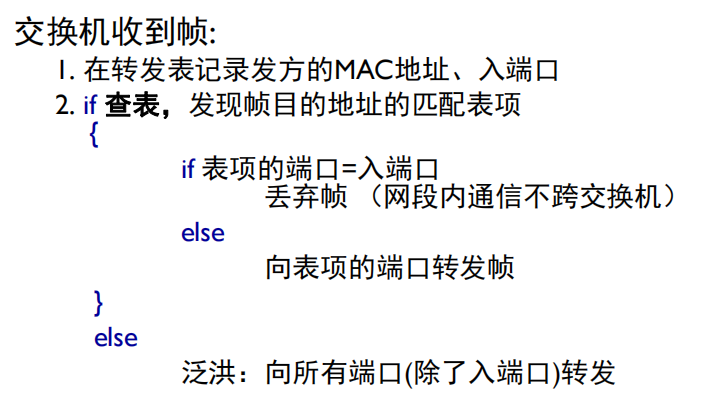 交换机收到帧:
1. 在转发表记录发方的MAC地址、入端口
2. if 查表，发现帧目的地址的匹配表项
{
if 表项的端口=入端口
丢弃帧 （网段内通信不跨交换机）
else
向表项的端口转发帧
}
else
泛洪：向所有端口(除了入端口)转发